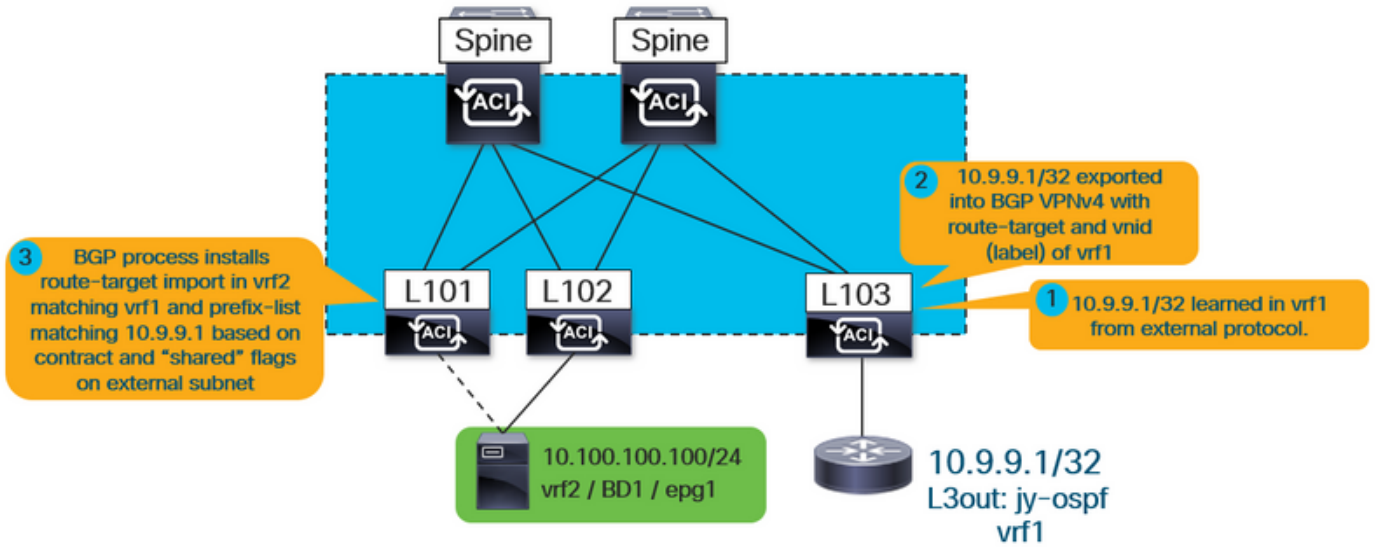 Spine
Spine
ACI
ACI
2
10.9.9.1/32 exported
into BGP VPNv4 with
route-target and vnid
(label) of vrf1
3
BGP process installs
route-target import in vrf2
matching vrf1 and prefix-list
matching 10.9.9.1 based on
contract and “shared” flags
on external subnet
L101
L102
L103
ACI
ACI
ACI
1
10.9.9.1/32 learned in vrf1
from external protocol.
10.100.100.100/24
vrf2 / BD1 / epg1
10.9.9.1/32
L3out: jy-ospf
vrf1